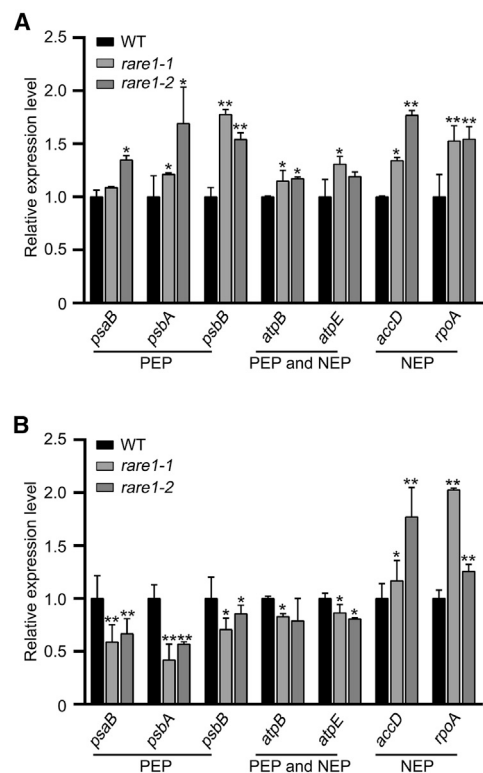 A
WT
rare1-1
rare1-2
Relative expression level
2.5
2.0
1.5
1.0
0.5
0
*
*
*
**
**
*
*
*
*
**
**
**
psaB
psbA
psbB
atpB
atpE
accD
rpoA
PEP
PEP and NEP
NEP
B
WT
rare1-1
rare1-2
Relative expression level
2.5
2.0
1.5
1.0
0.5
0
**
**
**
**
*
*
*
*
*
*
**
**
**
psaB
psbA
psbB
atpB
atpE
accD
rpoA
PEP
PEP and NEP
NEP